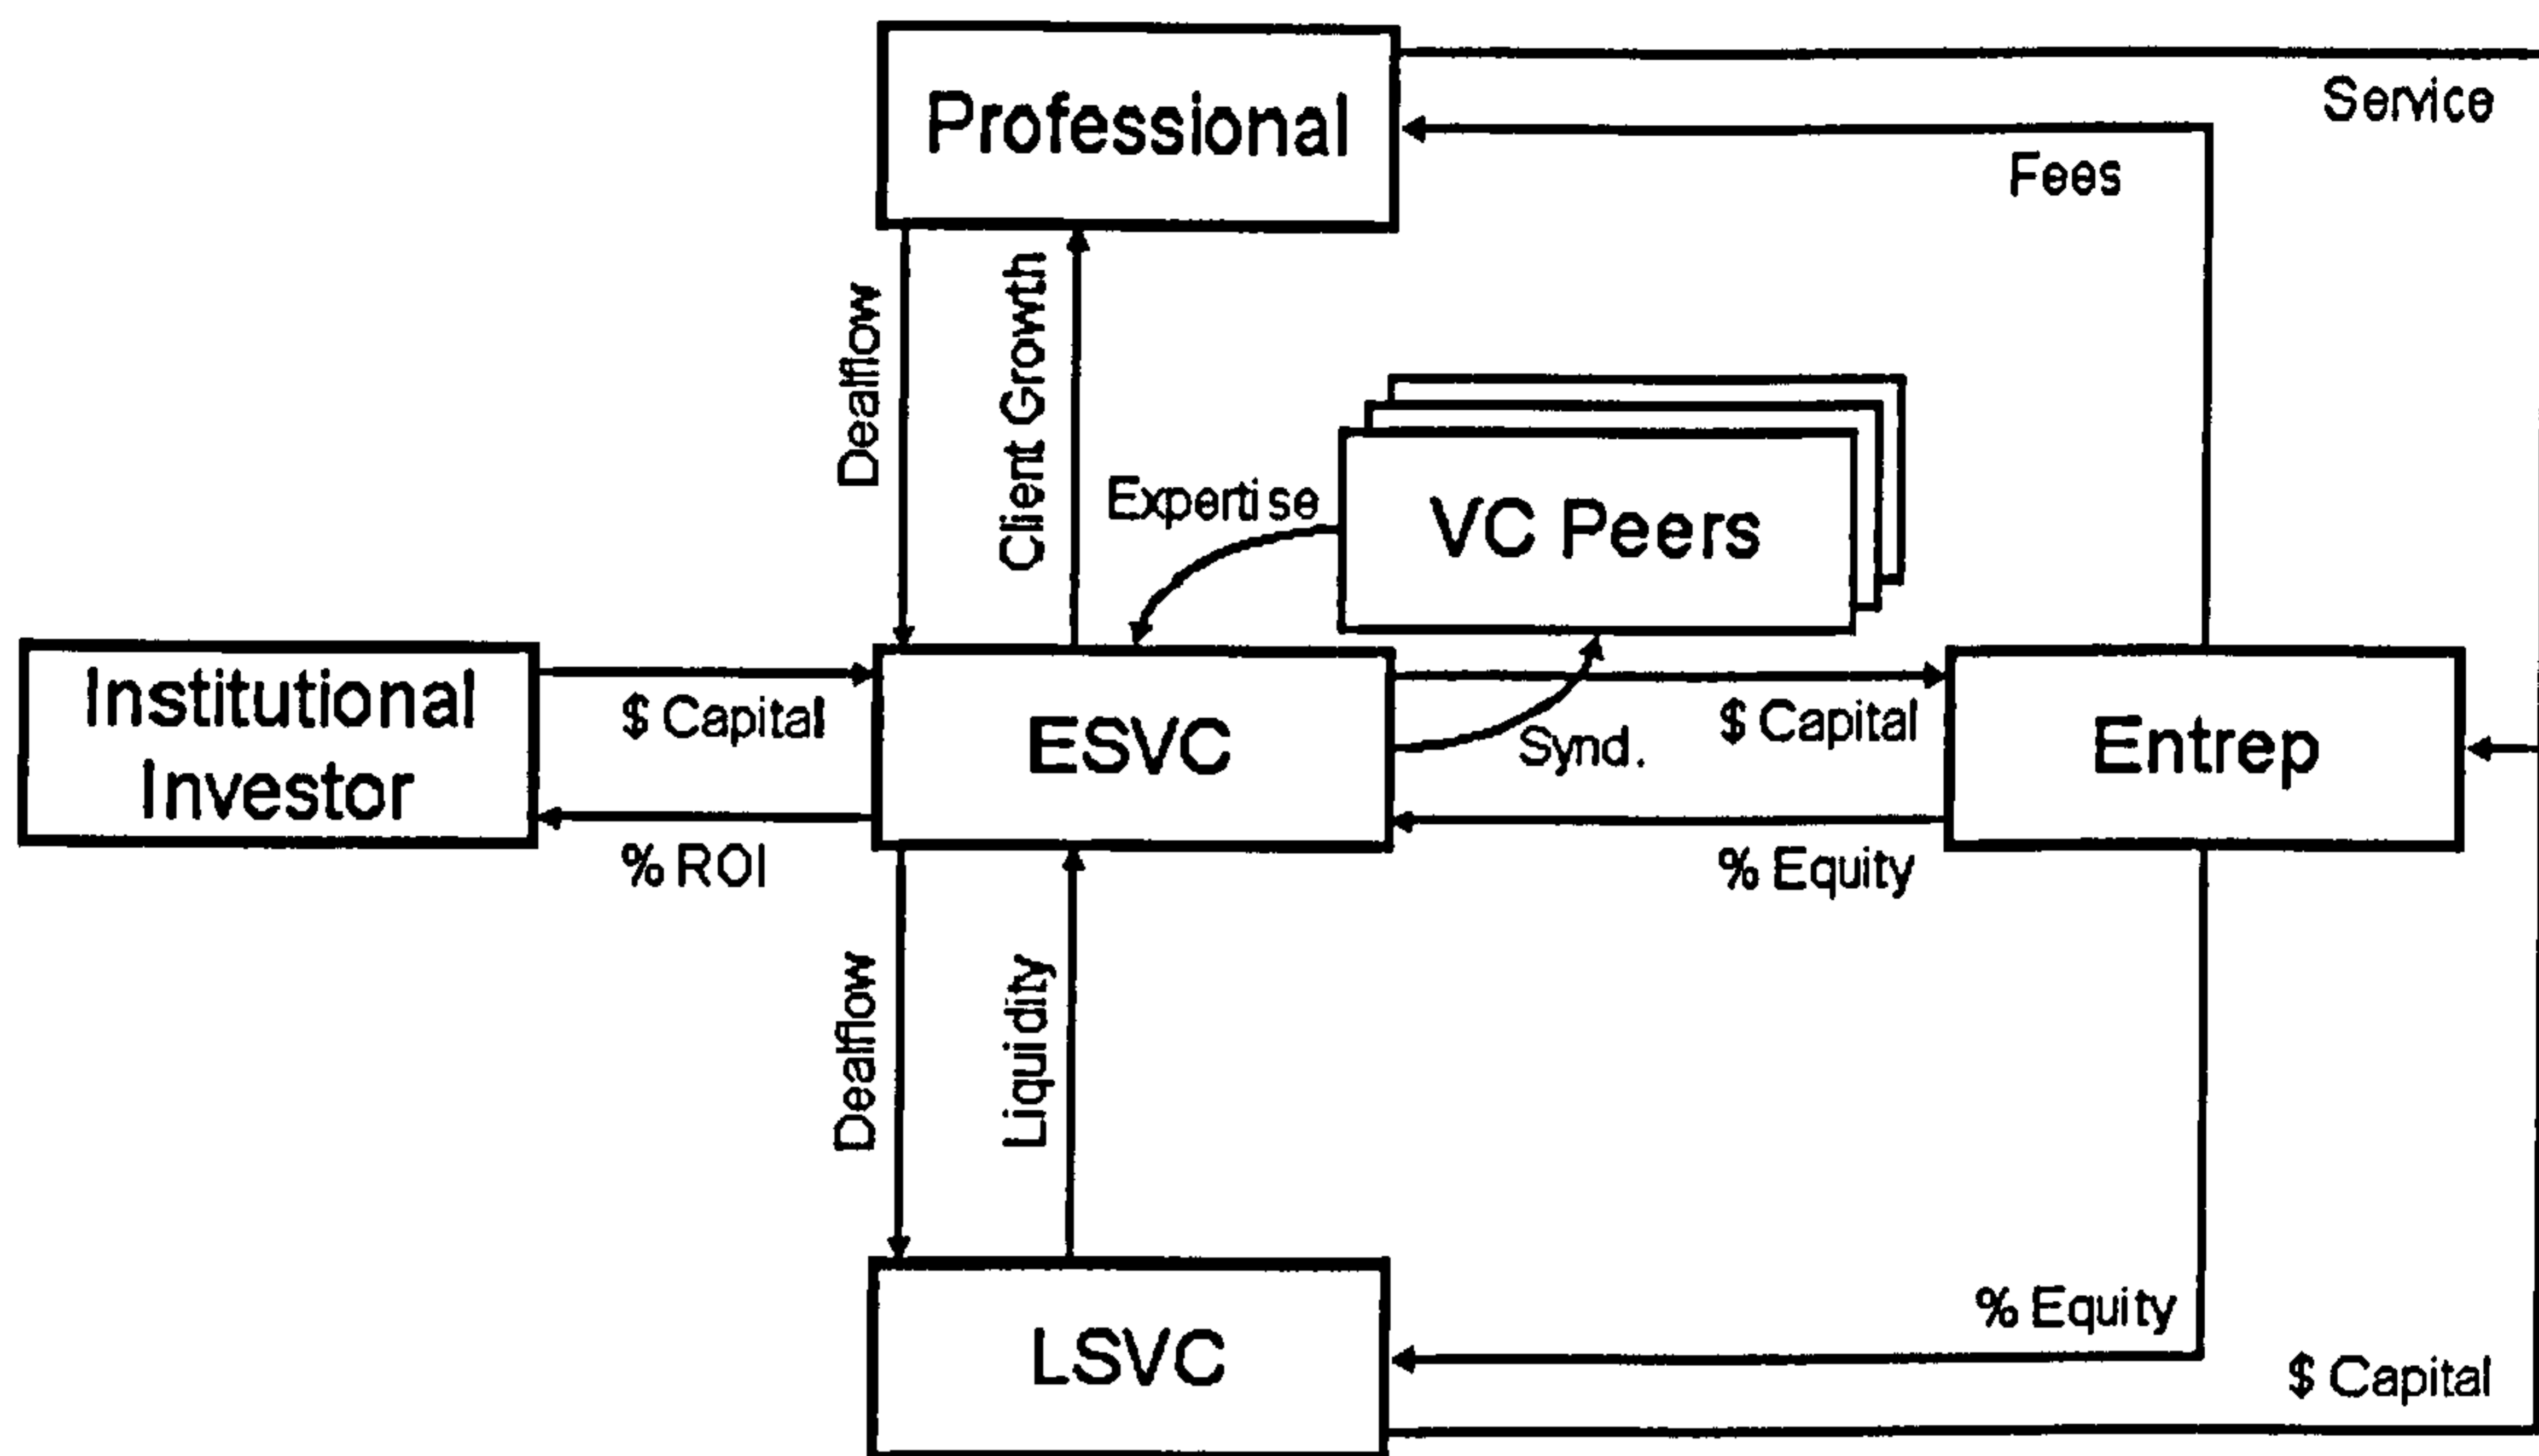 Professional
Service
Fees
Dealflow
Client Growth
Expertise
VC Peers
Institutional
Investor
$ Capital
% ROI
ESVC
Synd.
$ Capital
% Equity
Entrep
Dealflow
Liquidity
LSVC
% Equity
$ Capital